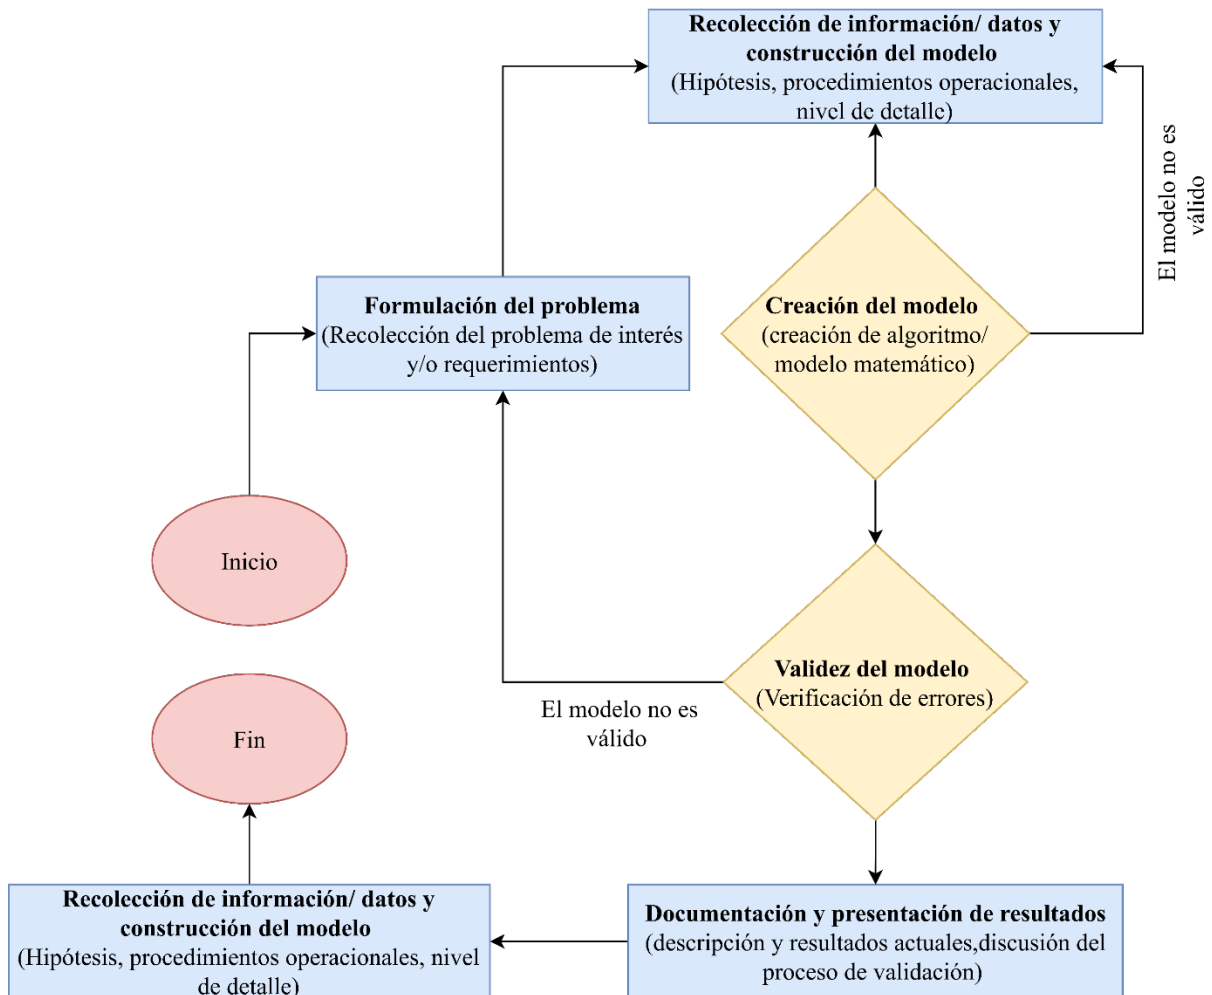 Recolección de información/ datos y
construcción del modelo
(Hipótesis, procedimientos operacionales,
nivel de detalle)
El modelo no es
válido
Formulación del problema
(Recolección del problema de interés
y/o requerimientos)
Creación del modelo
(creación de algoritmo/
modelo matemático)
Inicio
Validez del modelo
(Verificación de errores)
El modelo no es
válido
Fin
Recolección de información/ datos y
construcción del modelo
(Hipótesis, procedimientos operacionales, nivel
de detalle)
Documentación y presentación de resultados
(descripción y resultados actuales,discusión del
proceso de validación)